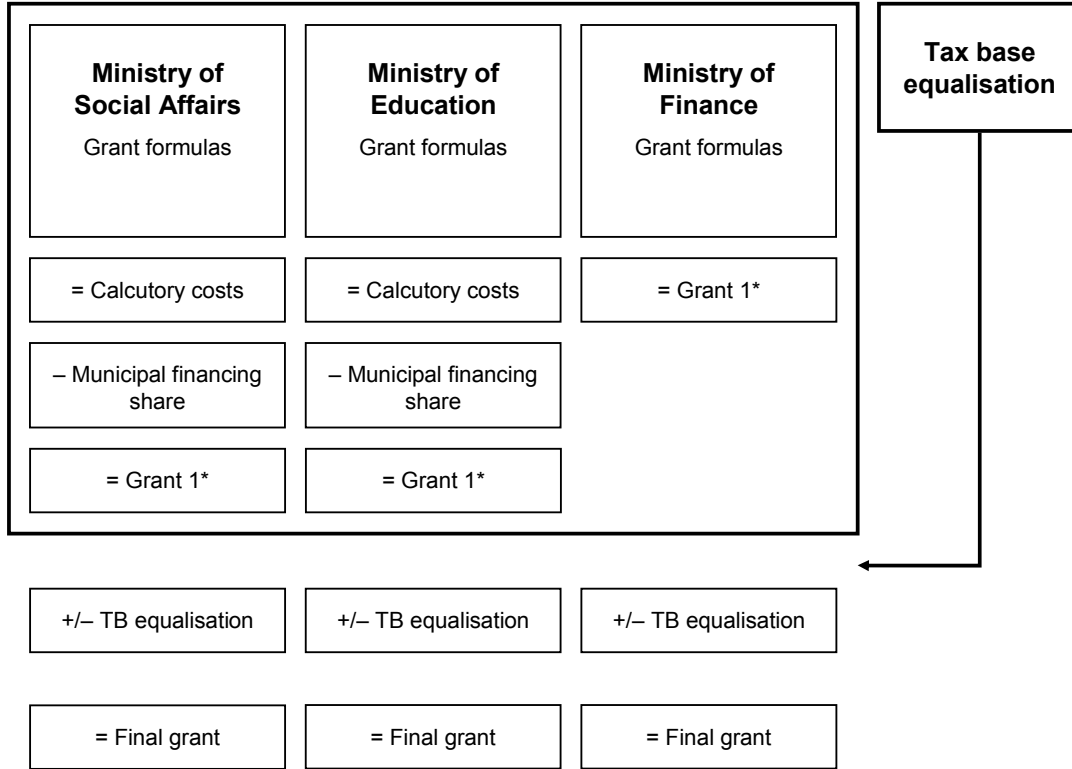 Ministry of
Social Affairs
Grant formulas
Ministry of
Education
Grant formulas
Ministry of
Finance
Grant formulas
Tax base
equalisation
= Calcutory costs
= Calcutory costs
= Grant 1*
– Municipal financing
share
– Municipal financing
share
= Grant 1*
= Grant 1*
+/– TB equalisation
+/– TB equalisation
+/– TB equalisation
= Final grant
= Final grant
= Final grant